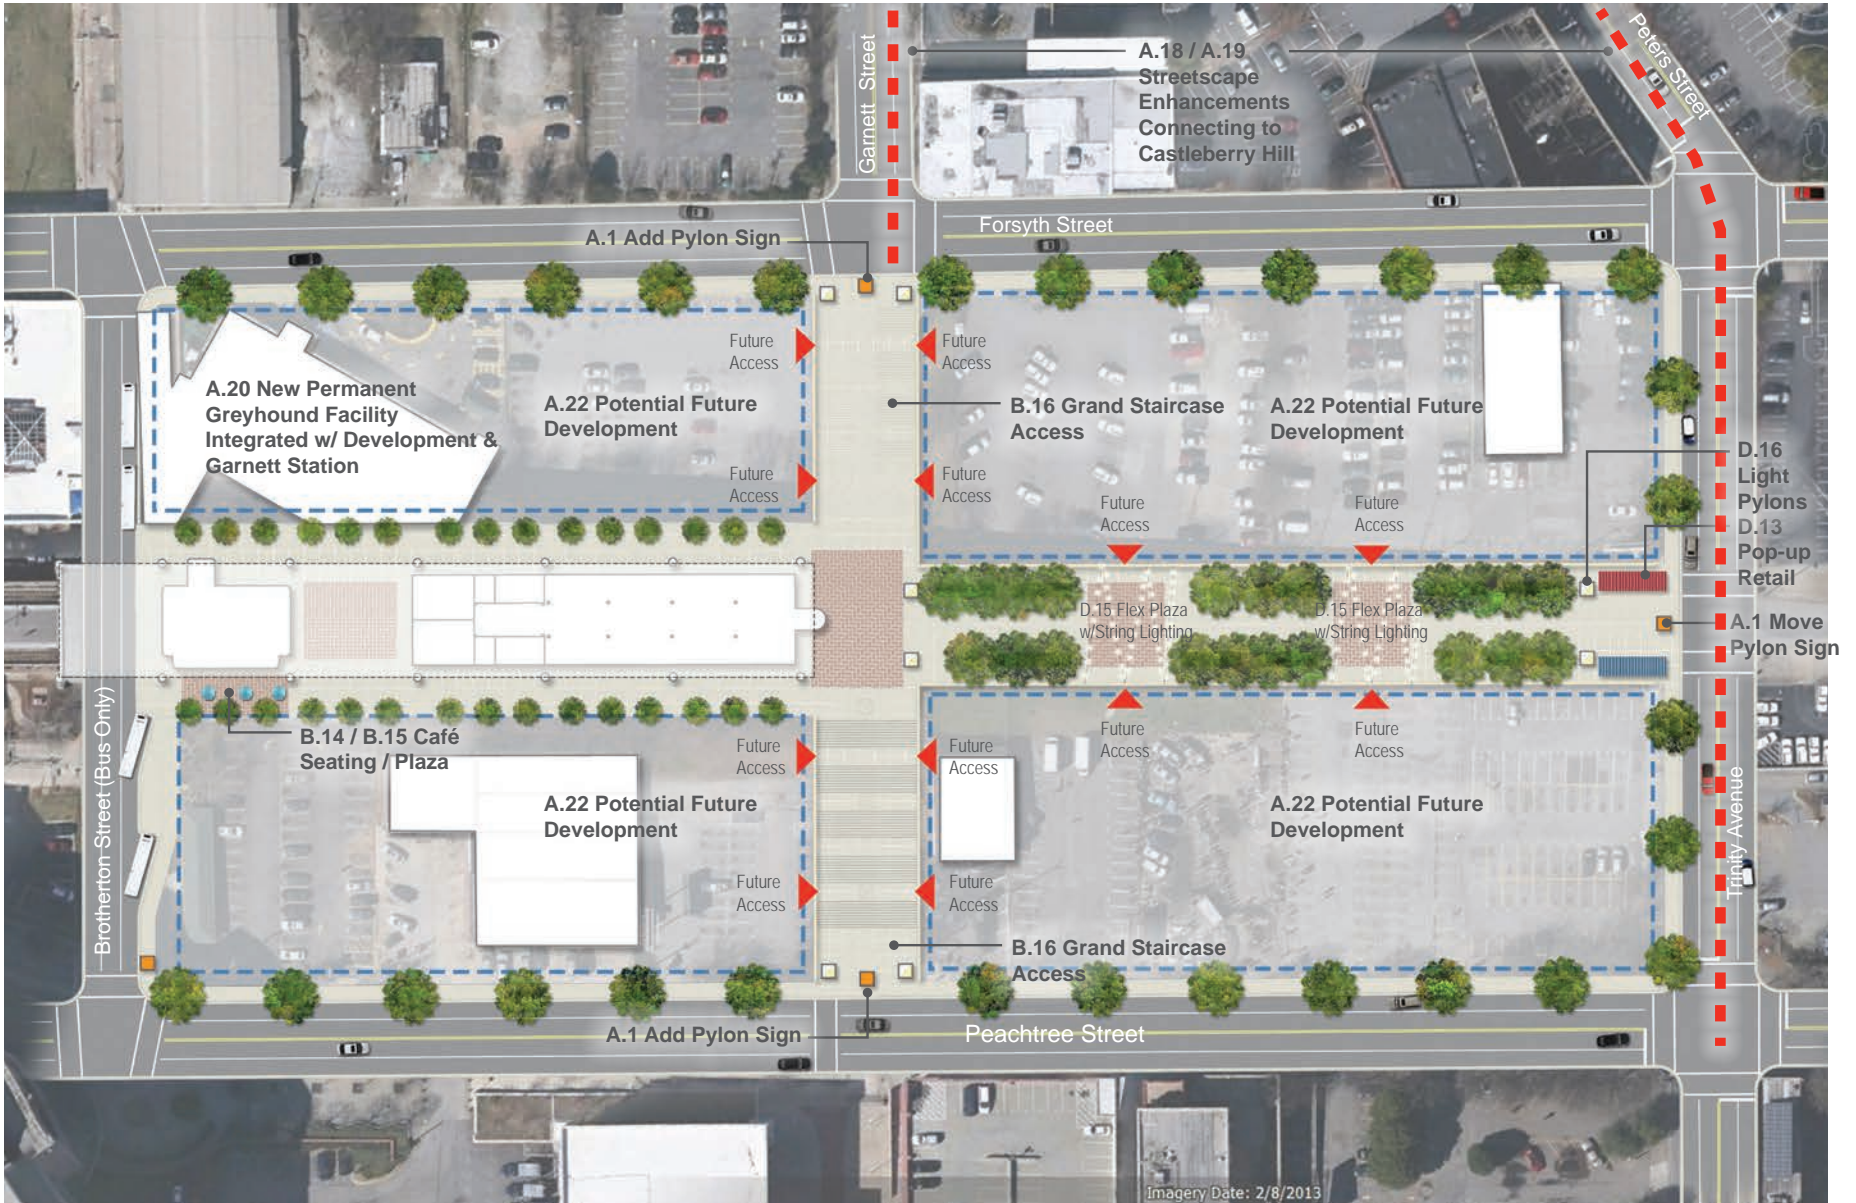 Garnett Street
A.18 / A.19
Streetscape
Enhancements
Connecting to
Castleberry Hill
Peters Street
A.1 Add Pylon Sign
Forsyth Street
Future
Access
Future
Access
A.20 New Permanent
Greyhound Facility
Integrated w/ Development &
Garnett Station
A.22 Potential Future
Development
B.16 Grand Staircase
Access
A.22 Potential Future
Development
Future
Access
Future
Access
Future
Access
Future
Access
D.16
Light
Pylons
D.13
Pop-up
Retail
D.15 Flex Plaza
w/String Lighting
D.15 Flex Plaza
w/String Lighting
A.1 Move
Pylon Sign
Brotherton Street (Bus Only)
B.14 / B.15 Café
Seating / Plaza
Future
Access
Future
Access
Future
Access
Future
Access
A.22 Potential Future
Development
A.22 Potential Future
Development
Trinity Avenue
Future
Access
Future
Access
B.16 Grand Staircase
Access
A.1 Add Pylon Sign
Peachtree Street
Imagery Date: 2/8/2013